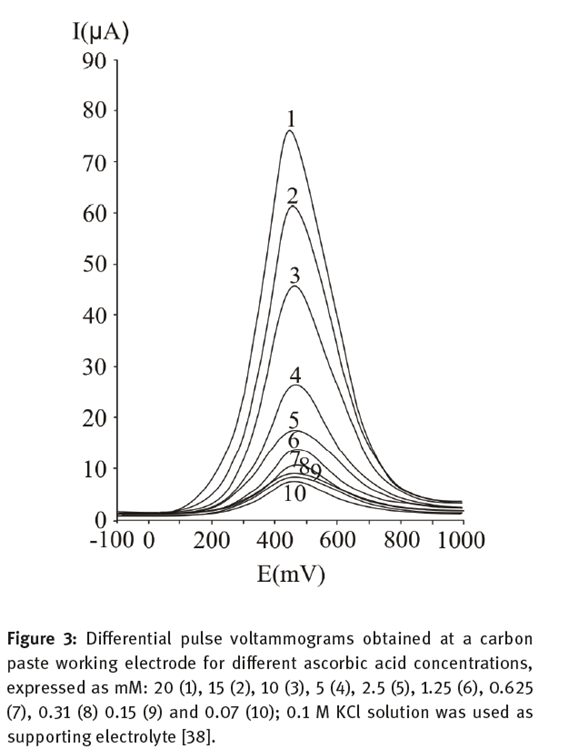 I(µA)
90
80
70
60
50
40
30
20
10
0
1
2
3
4
5
6
7
8
9
10
-100 0 200 400 600 800 1000
E(mV)
Figure 3: Differential pulse voltammograms obtained at a carbon
paste working electrode for different ascorbic acid concentrations,
expressed as mM: 20 (1), 15 (2), 10 (3), 5 (4), 2.5 (5), 1.25 (6), 0.625
(7), 0.31 (8) 0.15 (9) and 0.07 (10); 0.1 M KCl solution was used as
supporting electrolyte [38].